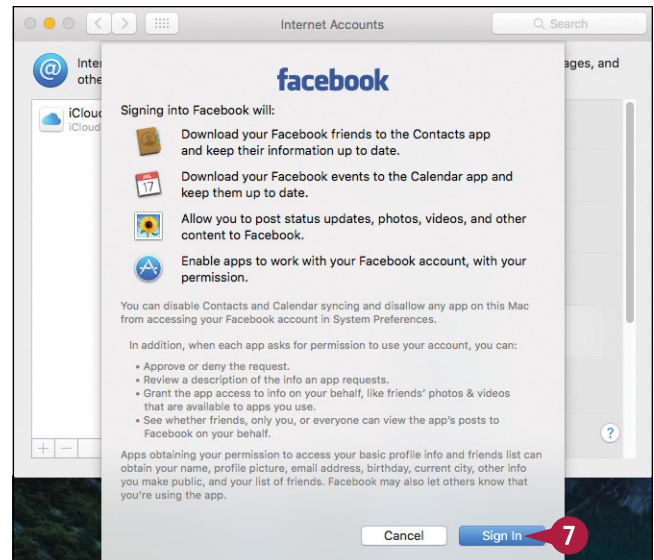 Internet Accounts
Search
Inter
othe
ages, and
iCloud
iCloud
facebook
Signing into Facebook will:
Download your Facebook friends to the Contacts app
and keep their information up to date.
JUL
17
Download your Facebook events to the Calendar app and
keep them up to date.
Allow you to post status updates, photos, videos, and other
content to Facebook.
Enable apps to work with your Facebook account, with your
permission.
You can disable Contacts and Calendar syncing and disallow any app on this Mac
from accessing your Facebook account in System Preferences.
In addition, when each app asks for permission to use your account, you can:
• Approve or deny the request.
• Review a description of the info an app requests.
• Grant the app access to info on your behalf, like friends' photos & videos
that are available to apps you use.
• See whether friends, only you, or everyone can view the app's posts to
Facebook on your behalf.
Apps obtaining your permission to access your basic profile info and friends list can
obtain your name, profile picture, email address, birthday, current city, other info
you make public, and your list of friends. Facebook may also let others know that
you're using the app.
+ −
?
Cancel
Sign In
7